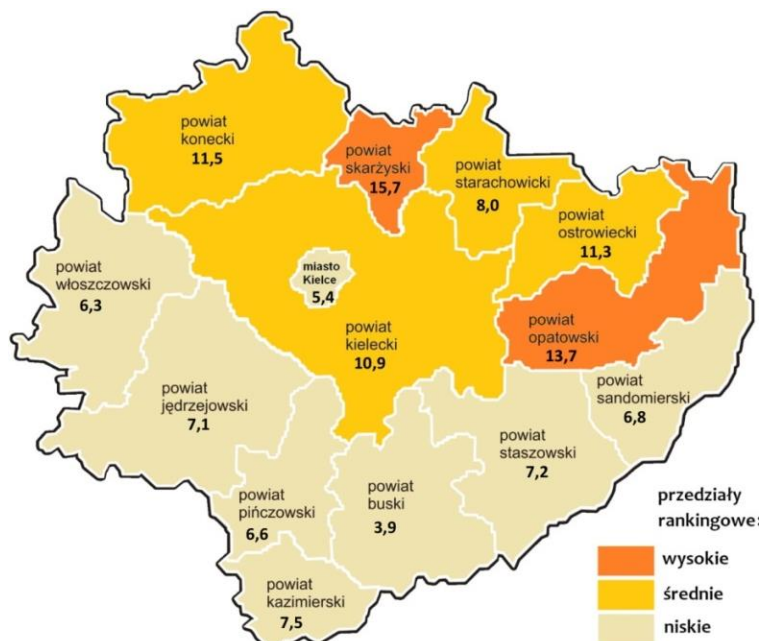 powiat
konecki
11,5
powiat
skarżyski
15,7
powiat
starachowicki
8,0
powiat
ostrowiecki
11,3
powiat
włoszczowski
6,3
miasto
Kielce
5,4
powiat
kielecki
10,9
powiat
opatowski
13,7
powiat
sandomierski
6,8
powiat
jędrzejowski
7,1
powiat
staszowski
7,2
powiat
pińczowski
6,6
powiat
buski
3,9
powiat
kazimierski
7,5
przedziały
rankingowe:
wysokie
średnie
niskie